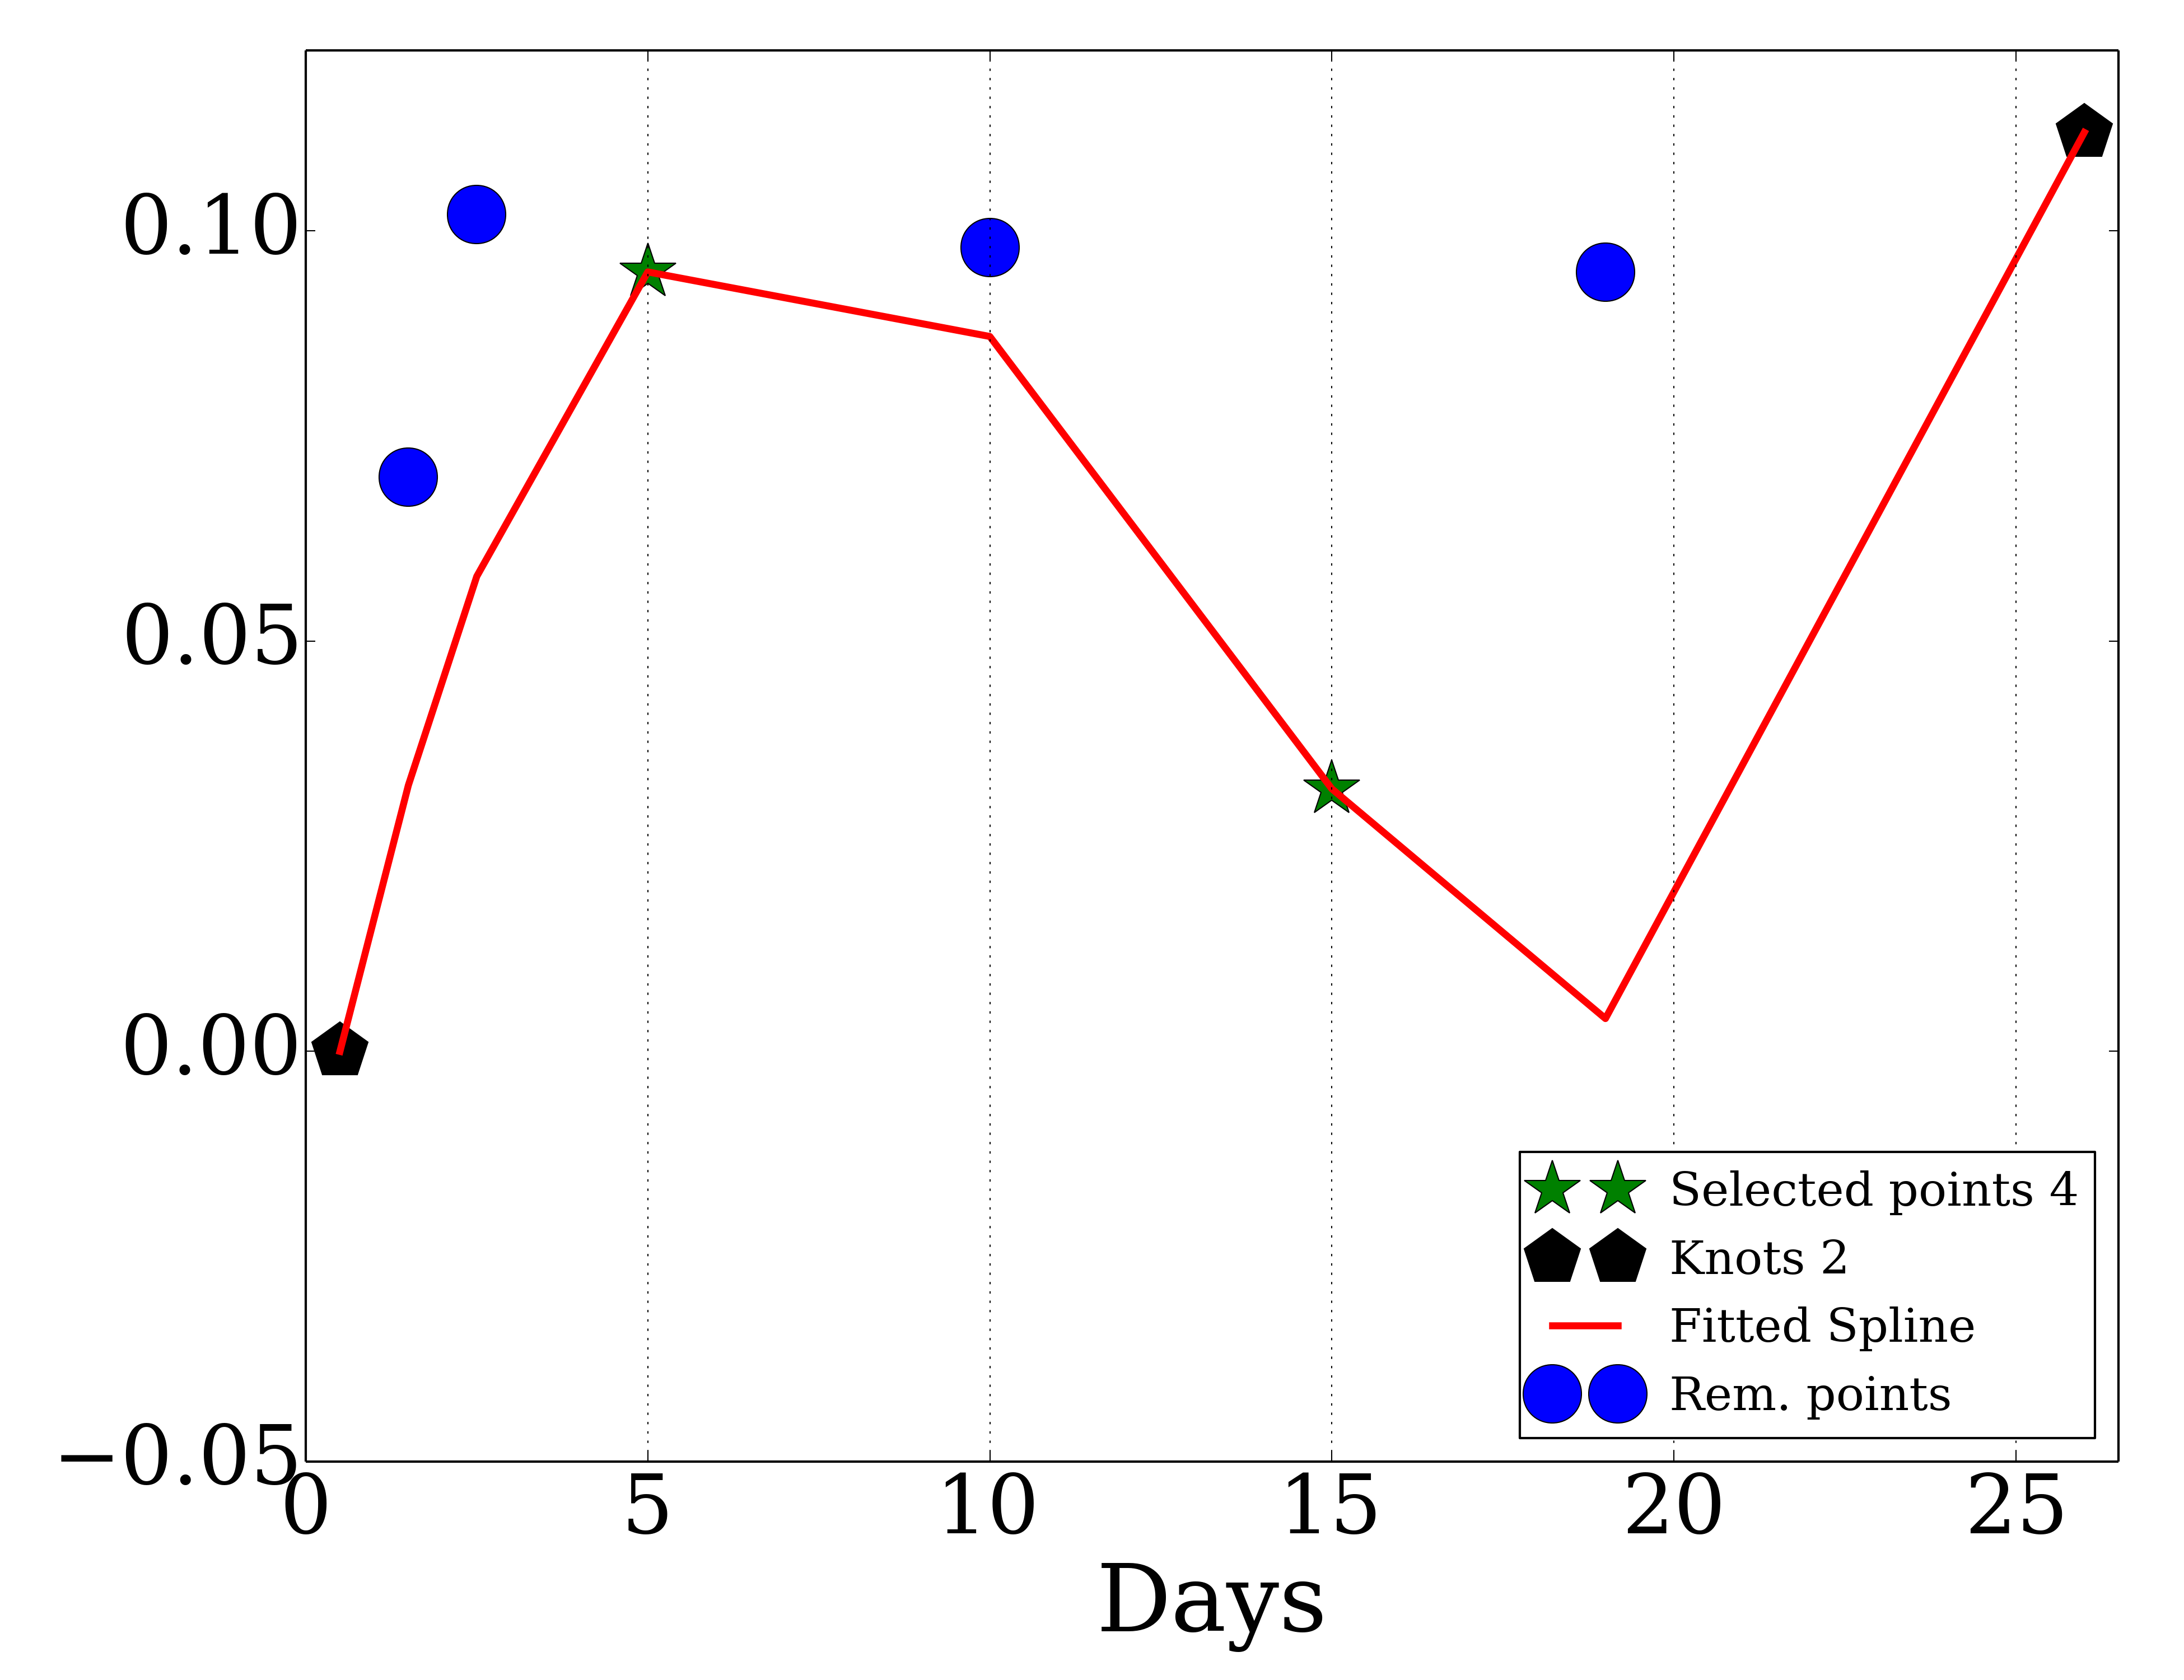 0.10
0.05
0.00
−0.05
0 5 10 15 20 25
Days
Selected points 4
Knots 2
Fitted Spline
Rem. points